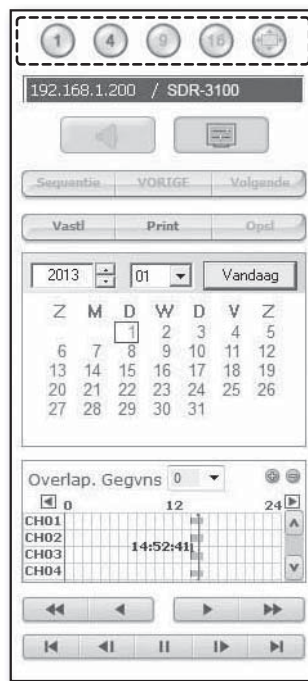 1 4 9 16
192.168.1.200 / SDR-3100
Sequentie VORIGE Volgende
Vastl Print Opsl
2013 01 Vandaag
Z M D W D V Z
1 2 3 4 5
6 7 8 9 10 11 12
13 14 15 16 17 18 19
20 21 22 23 24 25 26
27 28 29 30 31
Overlap. Gegvns 0
0 12 24
CH01
CH02
14:52:41
CH03
CH04